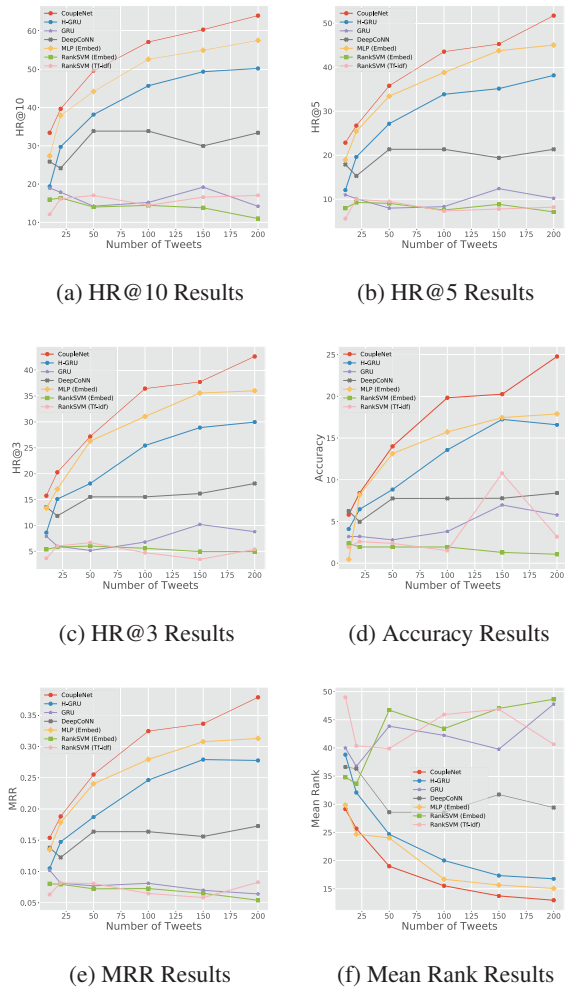 CoupleNet
H-GRU
GRU
DeepCoNN
MLP (Embed)
RankSVM (Embed)
RankSVM (Tf-idf)
60
50
40
30
20
10
HR@10
25 50 75 100 125 150 175 200
Number of Tweets
(a) HR@10 Results
CoupleNet
H-GRU
GRU
DeepCoNN
MLP (Embed)
RankSVM (Embed)
RankSVM (Tf-idf)
50
40
30
20
10
HR@5
25 50 75 100 125 150 175 200
Number of Tweets
(b) HR@5 Results
CoupleNet
H-GRU
GRU
DeepCoNN
MLP (Embed)
RankSVM (Embed)
RankSVM (Tf-idf)
40
35
30
25
20
15
10
5
HR@3
25 50 75 100 125 150 175 200
Number of Tweets
(c) HR@3 Results
CoupleNet
H-GRU
GRU
DeepCoNN
MLP (Embed)
RankSVM (Embed)
RankSVM (Tf-idf)
25
20
15
10
5
0
Accuracy
25 50 75 100 125 150 175 200
Number of Tweets
(d) Accuracy Results
CoupleNet
H-GRU
GRU
DeepCoNN
MLP (Embed)
RankSVM (Embed)
RankSVM (Tf-idf)
0.35
0.30
0.25
0.20
0.15
0.10
0.05
MRR
25 50 75 100 125 150 175 200
Number of Tweets
(e) MRR Results
50
45
40
35
30
25
20
15
Mean Rank
CoupleNet
H-GRU
GRU
DeepCoNN
MLP (Embed)
RankSVM (Embed)
RankSVM (Tf-idf)
25 50 75 100 125 150 175 200
Number of Tweets
(f) Mean Rank Results